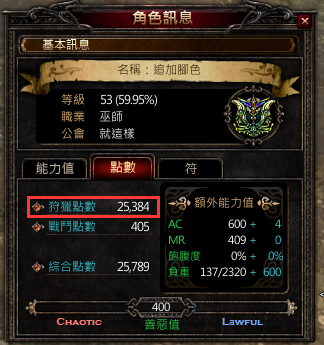 角色訊息
基本訊息
名稱：追加腳色
等級 53 (59.95%)
職業 巫師
公會 就這樣
能力值 點數 符
狩獵點數 25,384
戰鬥點數 405
綜合點數 25,789
額外能力值
AC 600 + 4
MR 409 + 0
飽腹度 0% + 0%
負重 137/2320 + 600
400
Chaotic 善惡值 Lawful